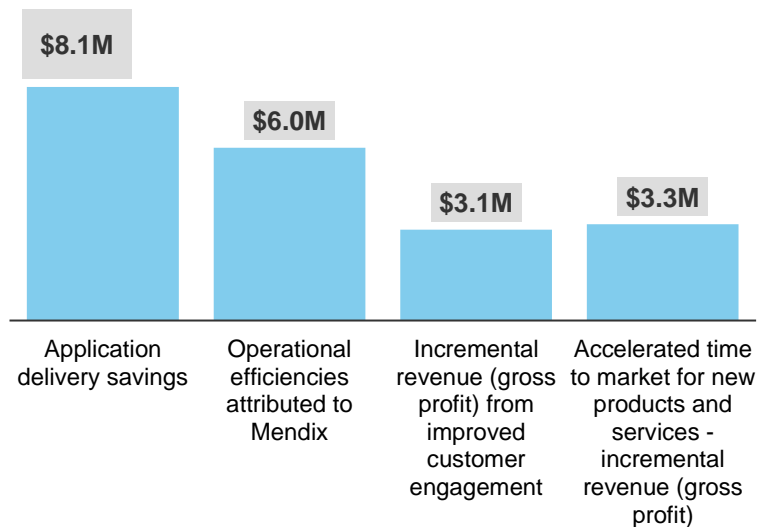 $8.1M
$6.0M
$3.1M
$3.3M
Application
delivery savings
Operational
efficiencies
attributed to
Mendix
Incremental
revenue (gross
profit) from
improved
customer
engagement
Accelerated time
to market for new
products and
services -
incremental
revenue (gross
profit)